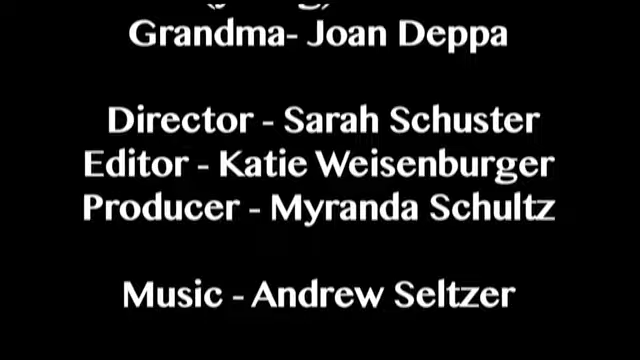 Grandma- Joan Deppa
Director - Sarah Schuster
Editor - Katie Weisenburger
Producer - Myranda Schultz
Music - Andrew Seltzer